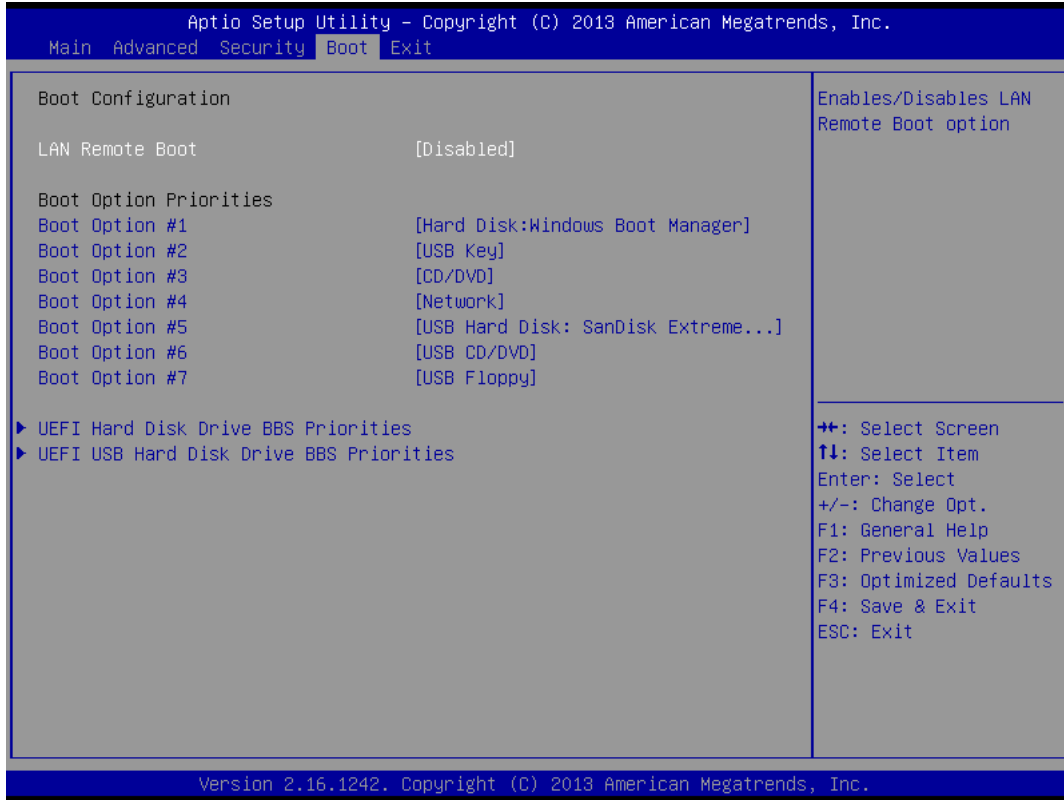 Aptio Setup Utility – Copyright (C) 2013 American Megatrends, Inc.
Main Advanced Security Boot Exit
Boot Configuration
LAN Remote Boot [Disabled]
Boot Option Priorities
Boot Option #1 [Hard Disk:Windows Boot Manager]
Boot Option #2 [USB Key]
Boot Option #3 [CD/DVD]
Boot Option #4 [Network]
Boot Option #5 [USB Hard Disk: SanDisk Extreme...]
Boot Option #6 [USB CD/DVD]
Boot Option #7 [USB Floppy]
▶ UEFI Hard Disk Drive BBS Priorities
▶ UEFI USB Hard Disk Drive BBS Priorities
Enables/Disables LAN
Remote Boot option
→←: Select Screen
↑↓: Select Item
Enter: Select
+/-: Change Opt.
F1: General Help
F2: Previous Values
F3: Optimized Defaults
F4: Save & Exit
ESC: Exit
Version 2.16.1242. Copyright (C) 2013 American Megatrends, Inc.